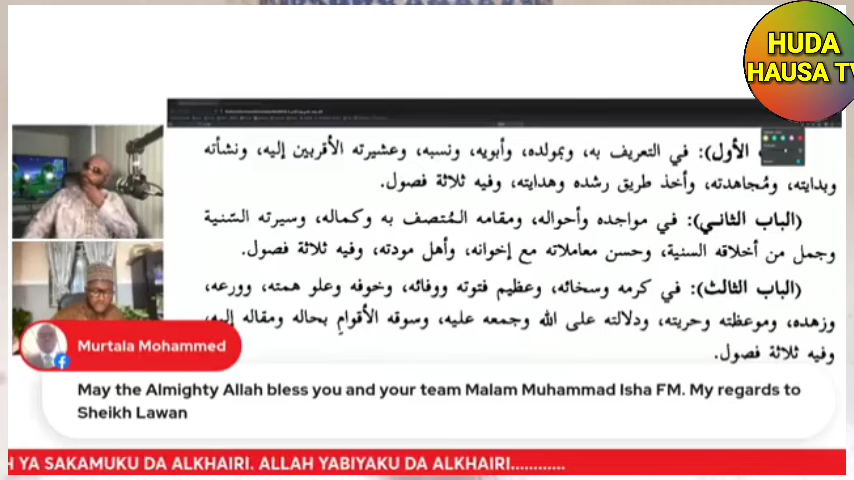 HUDA
HAUSA TV
الأول): في التعريف به، وبمولده، وأبويه، ونسبه، وعشيرته الأقربين إليه، ونشأته
وبدايته، ومُجاهدته، وأخذ طريق رشده وهدايته، وفيه ثلاثة فصول.
(الباب الثاني): في مواجده وأحواله، ومقامه المُتصف به وكماله، وسيرته السّنية
وجمل من أخلاقه السنية، وحسن معاملاته مع إخوانه، وأهل مودته، وفيه ثلاثة فصول.
(الباب الثالث): في كرمه وسخائه، وعظيم فتوته ووفائه، وخوفه وعلو همته، وورعه،
وزهده، وموعظته وحريته، ودلالته على الله وجمعه عليه، وسوقه الأقوامِ بحاله ومقاله إليه،
وفيه ثلاثة فصول.
Murtala Mohammed
May the Almighty Allah bless you and your team Malam Muhammad Isha FM. My regards to
Sheikh Lawan
H YA SAKAMUKU DA ALKHAIRI. ALLAH YABIYAKU DA ALKHAIRI............